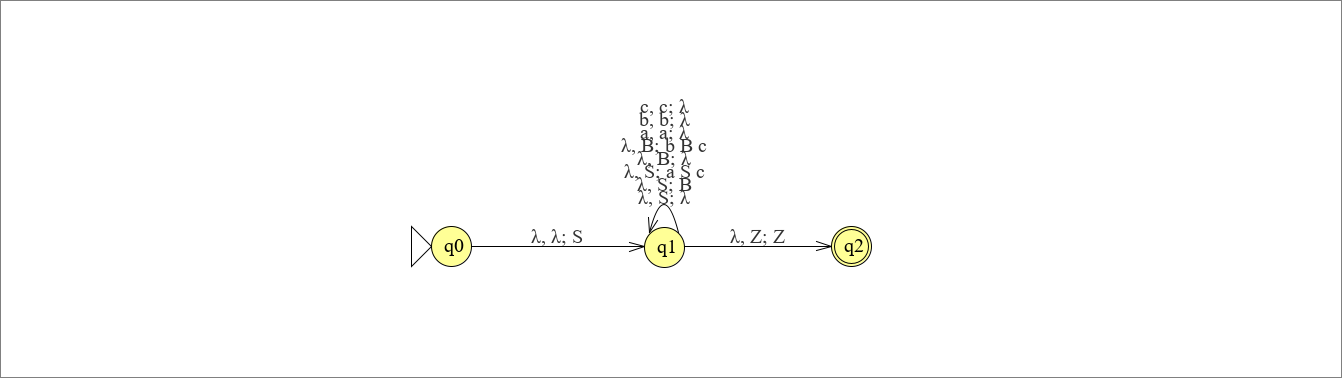 c, c; λ
b, b; λ
a, a; λ
λ, B; b B c
λ, B; λ
λ, S; a S c
λ, S; B
λ, S; λ
q0
λ, λ; S
q1
λ, Z; Z
q2